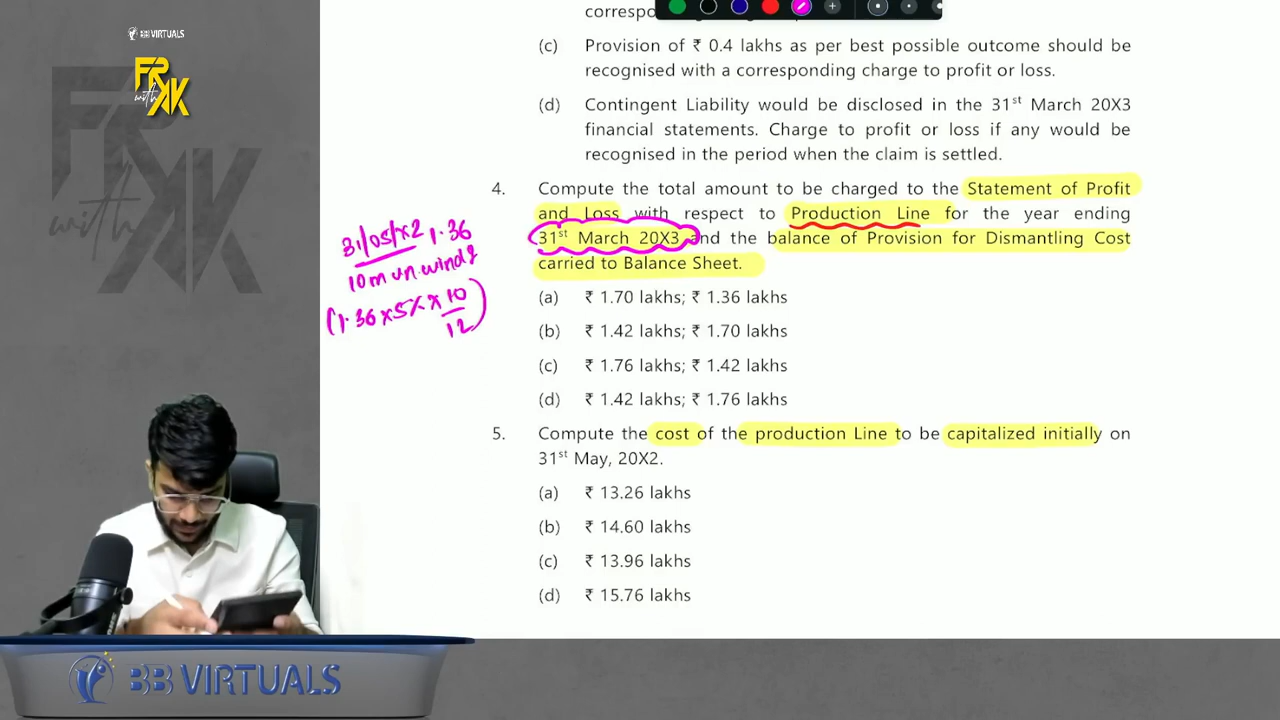 correspo
(c) Provision of ₹ 0.4 lakhs as per best possible outcome should be
recognised with a corresponding charge to profit or loss.
(d) Contingent Liability would be disclosed in the 31st March 20X3
financial statements. Charge to profit or loss if any would be
recognised in the period when the claim is settled.
4. Compute the total amount to be charged to the Statement of Profit
and Loss with respect to Production Line for the year ending
31st March 20X3 and the balance of Provision for Dismantling Cost
carried to Balance Sheet.
(a) ₹ 1.70 lakhs; ₹ 1.36 lakhs
(b) ₹ 1.42 lakhs; ₹ 1.70 lakhs
(c) ₹ 1.76 lakhs; ₹ 1.42 lakhs
(d) ₹ 1.42 lakhs; ₹ 1.76 lakhs
5. Compute the cost of the production Line to be capitalized initially on
31st May, 20X2.
(a) ₹ 13.26 lakhs
(b) ₹ 14.60 lakhs
(c) ₹ 13.96 lakhs
(d) ₹ 15.76 lakhs
31/05/x2 1.36
10m un.wind
(1.36 x 5% x 10/12)
BB VIRTUALS
FR
with
AK
FR
with
AK
BB VIRTUALS